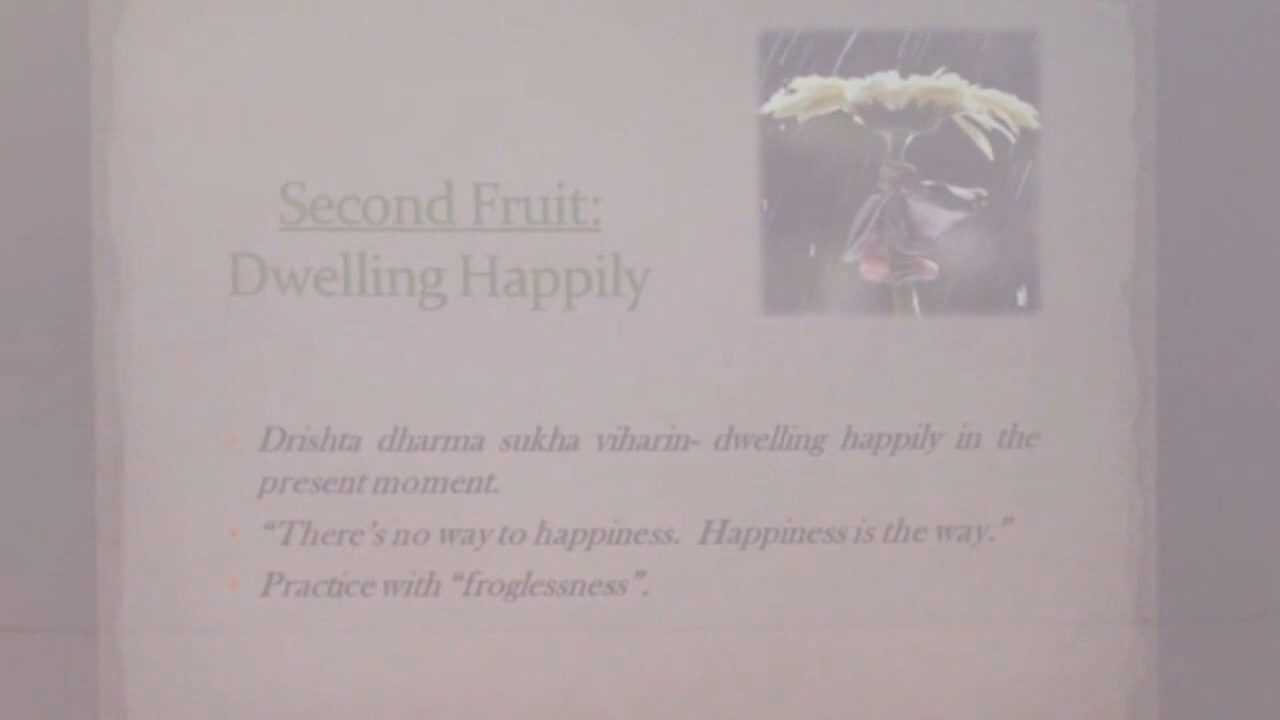 Second Fruit:
Dwelling Happily
Drishta dharma sukha viharin- dwelling happily in the
present moment.
“There’s no way to happiness.  Happiness is the way.”
Practice with “froglessness”.